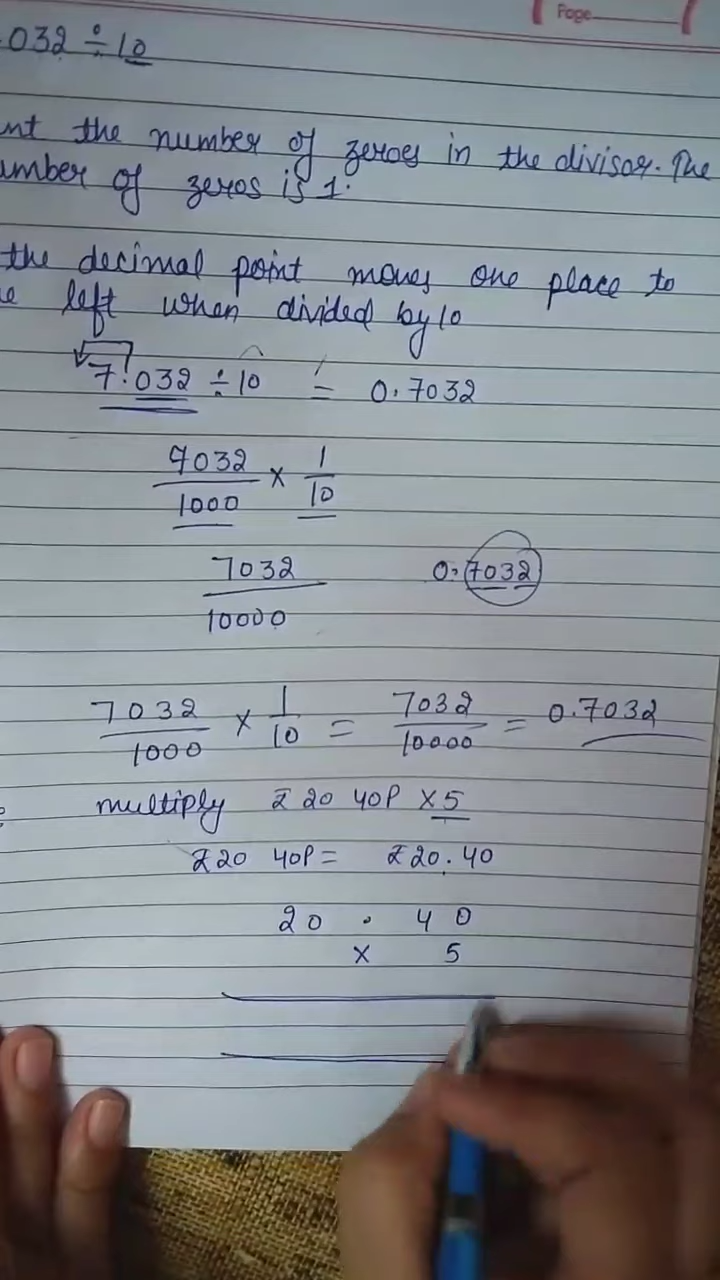 Page
.032 ÷ 10
nt the number of zeroes in the divisor. The
umber of zeros is 1.
the decimal point moves one place to
e left when divided by 10
7.032 ÷ 10 = 0.7032
7032/1000 × 1/10
7032/10000 0.7032
7032/1000 × 1/10 = 7032/10000 = 0.7032
multiply ₹20 40P × 5
₹20 40P = ₹20.40
20 . 40
× 5